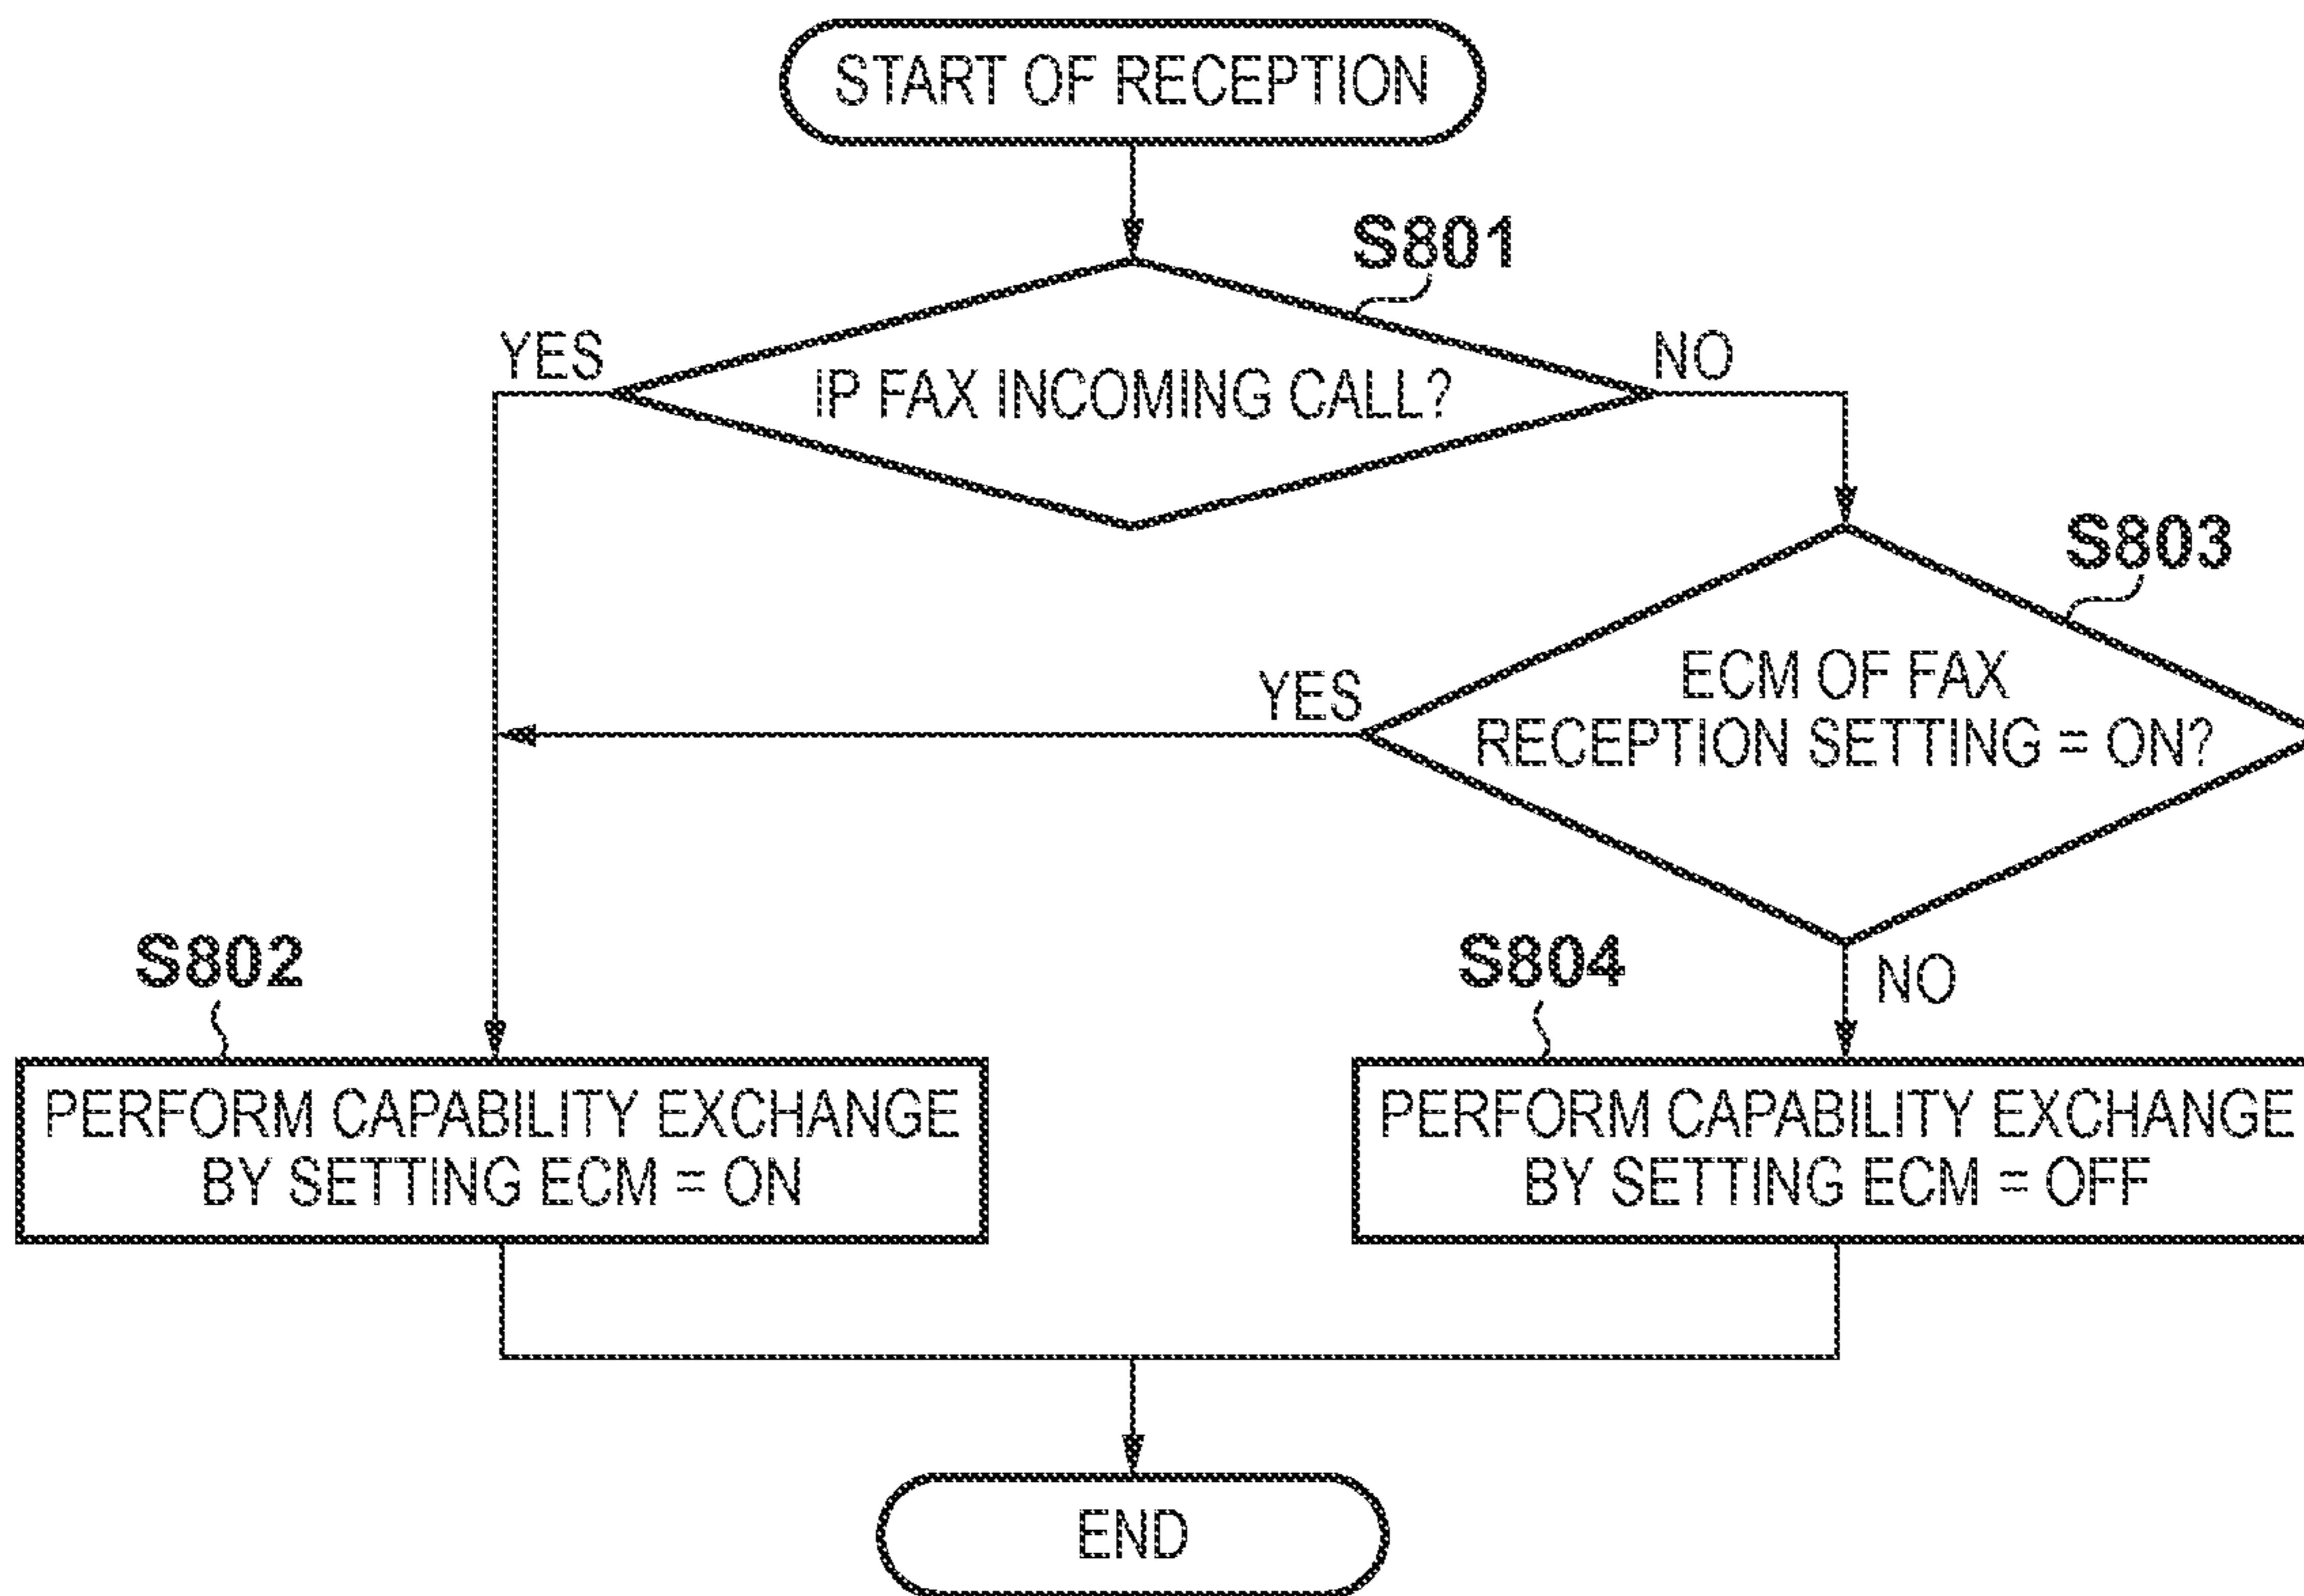 START OF RECEPTION
S801
YES
IP FAX INCOMING CALL?
NO
S803
YES
ECM OF FAX
RECEPTION SETTING = ON?
S802
S804
NO
PERFORM CAPABILITY EXCHANGE
BY SETTING ECM = ON
PERFORM CAPABILITY EXCHANGE
BY SETTING ECM = OFF
END